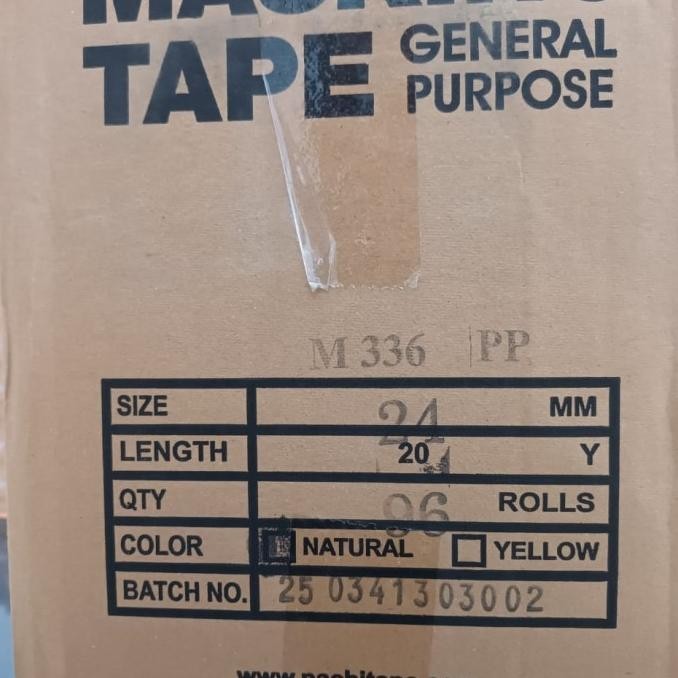 TAPE GENERAL PURPOSE
M 336 PP
SIZE 24 MM
LENGTH 20 Y
QTY 96 ROLLS
COLOR NATURAL YELLOW
BATCH NO. 25 0341303002